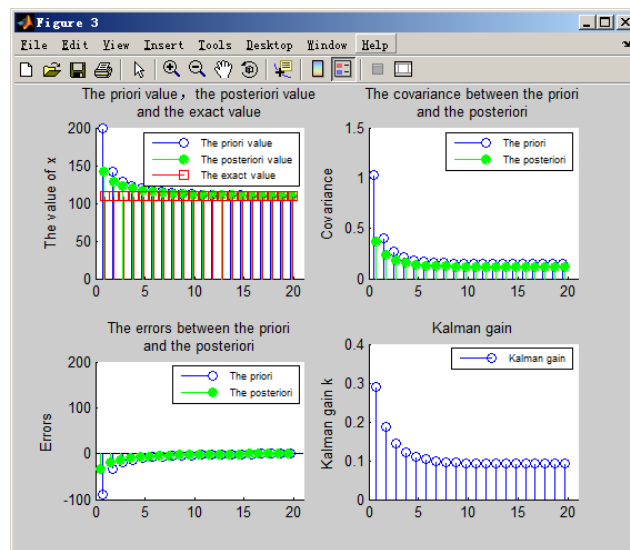 Figure 3
File Edit View Insert Tools Desktop Window Help
The priori value，the posteriori value
and the exact value
The value of x
200
150
100
50
0
0 5 10 15 20
The priori value
The posteriori value
The exact value
The covariance between the priori
and the posteriori
Covariance
1.5
1
0.5
0
0 5 10 15 20
The priori
The posteriori
The errors between the priori
and the posteriori
Errors
200
100
0
-100
0 5 10 15 20
The priori
The posteriori
Kalman gain
Kalman gain k
0.4
0.3
0.2
0.1
0
0 5 10 15 20
Kalman gain